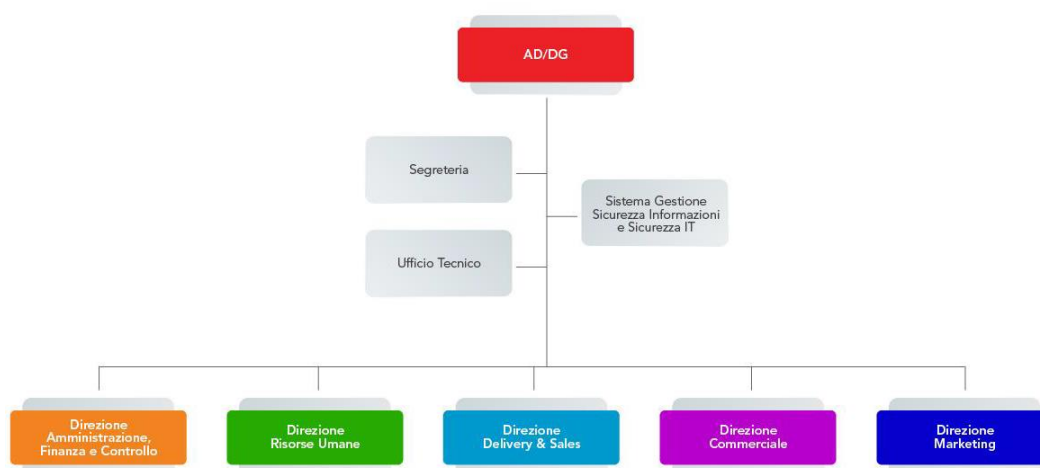 AD/DG
Segreteria
Sistema Gestione
Sicurezza Informazioni
e Sicurezza IT
Ufficio Tecnico
Direzione
Amministrazione,
Finanza e Controllo
Direzione
Risorse Umane
Direzione
Delivery & Sales
Direzione
Commerciale
Direzione
Marketing